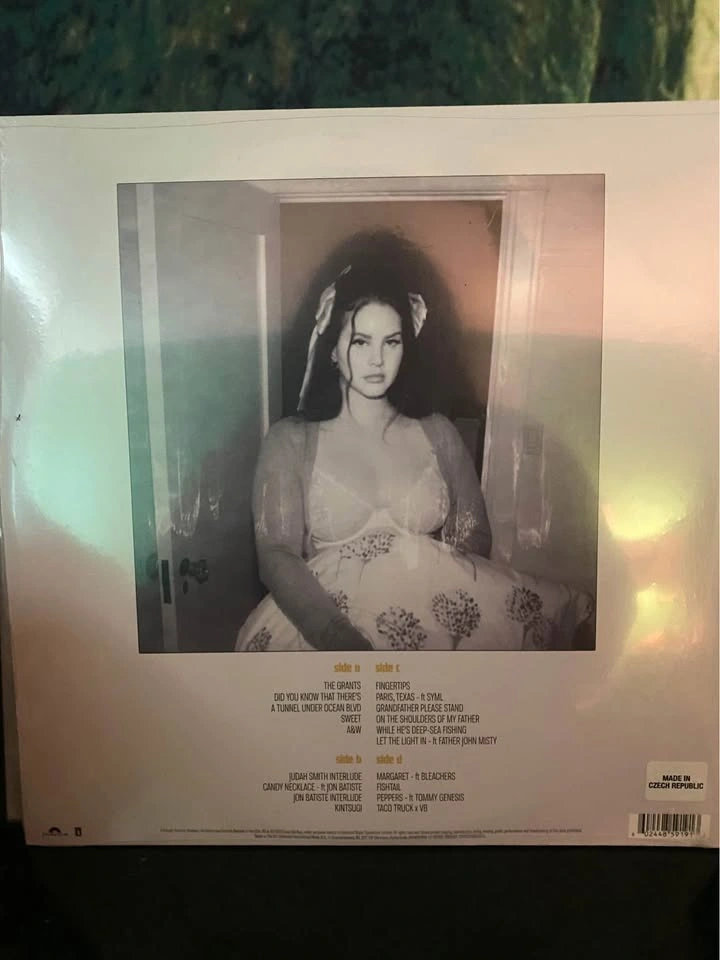 side a
THE GRANTS
DID YOU KNOW THAT THERE'S
A TUNNEL UNDER OCEAN BLVD
SWEET
A&W
side c
FINGERTIPS
PARIS, TEXAS - ft SYML
GRANDFATHER PLEASE STAND
ON THE SHOULDERS OF MY FATHER
WHILE HE'S DEEP-SEA FISHING
LET THE LIGHT IN - ft FATHER JOHN MISTY
side b
JUDAH SMITH INTERLUDE
CANDY NECKLACE - ft JON BATISTE
JON BATISTE INTERLUDE
KINTSUGI
side d
MARGARET - ft BLEACHERS
FISHTAIL
PEPPERS - ft TOMMY GENESIS
TACO TRUCK x VB
MADE IN
CZECH REPUBLIC